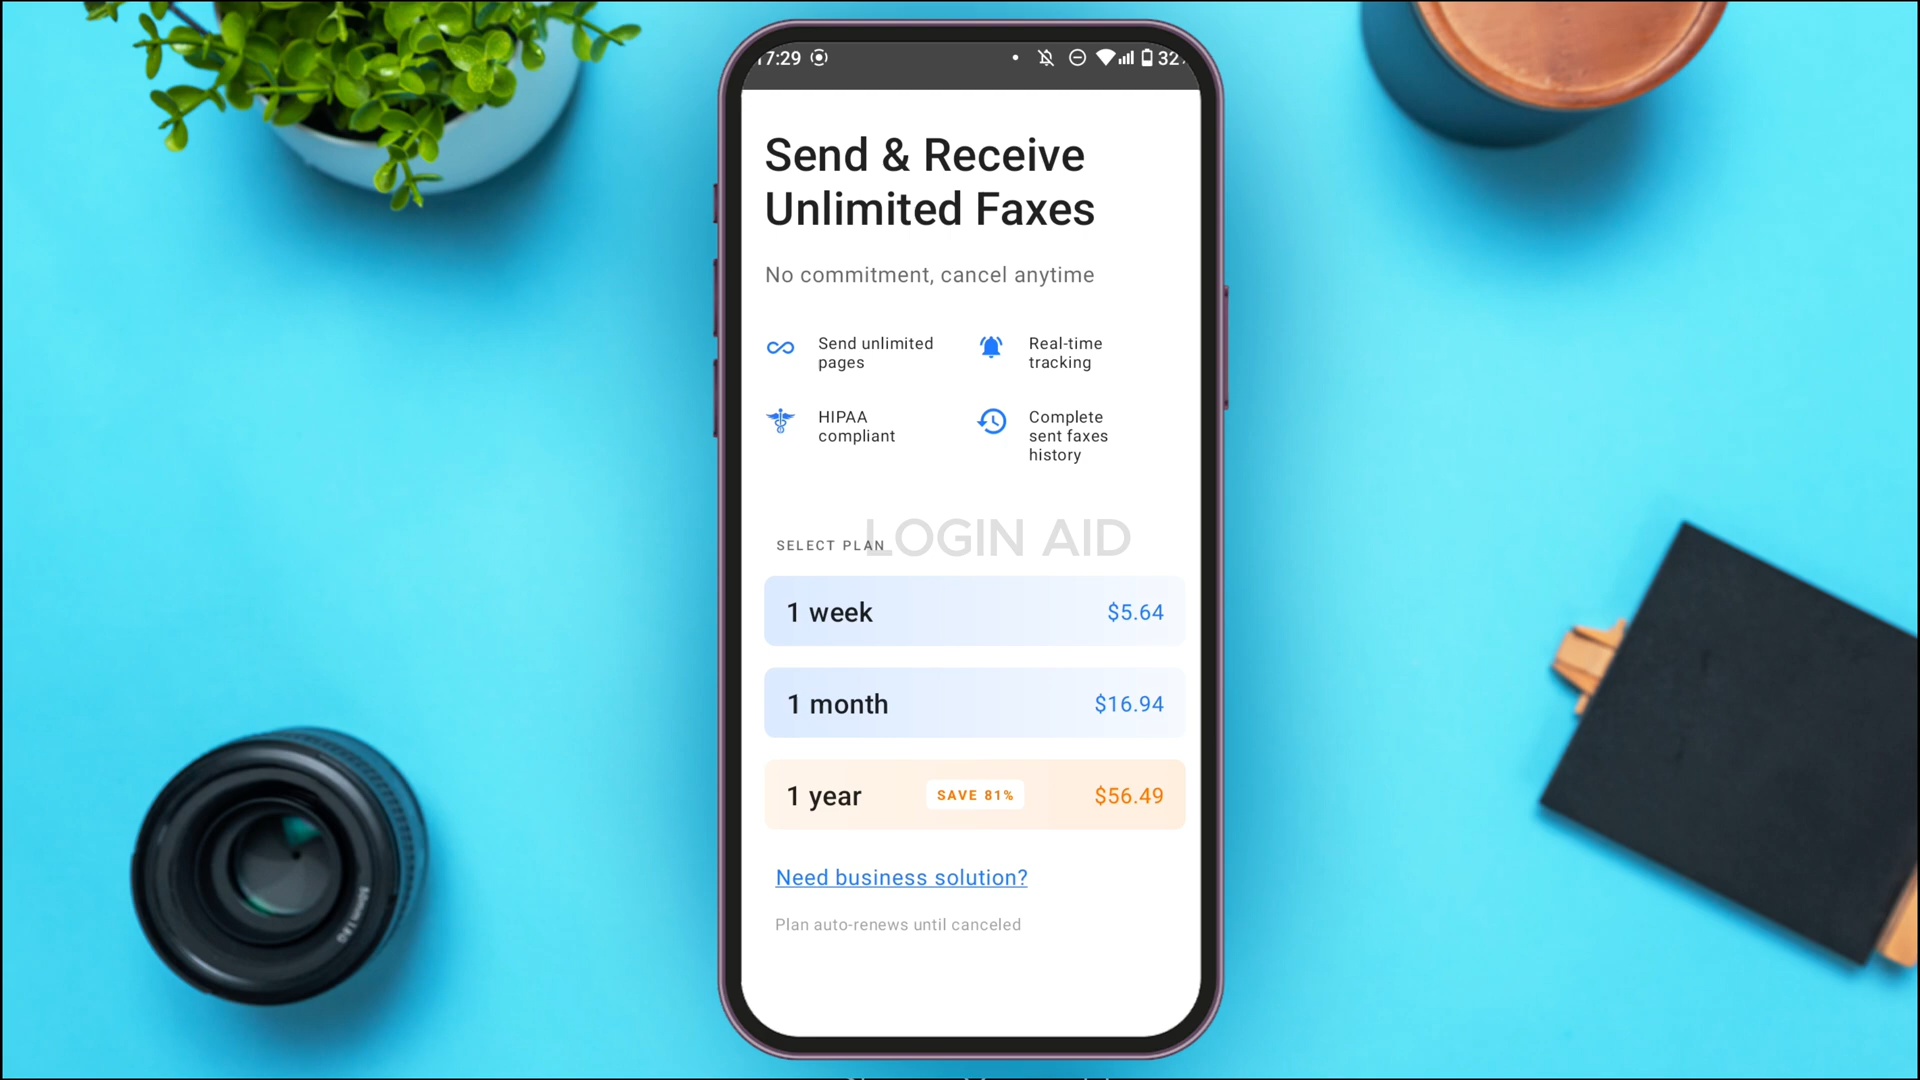 17:29
Send & Receive
Unlimited Faxes
No commitment, cancel anytime
Send unlimited
pages
Real-time
tracking
HIPAA
compliant
Complete
sent faxes
history
LOGIN AID
SELECT PLAN
1 week
$5.64
1 month
$16.94
1 year
SAVE 81%
$56.49
Need business solution?
Plan auto-renews until canceled